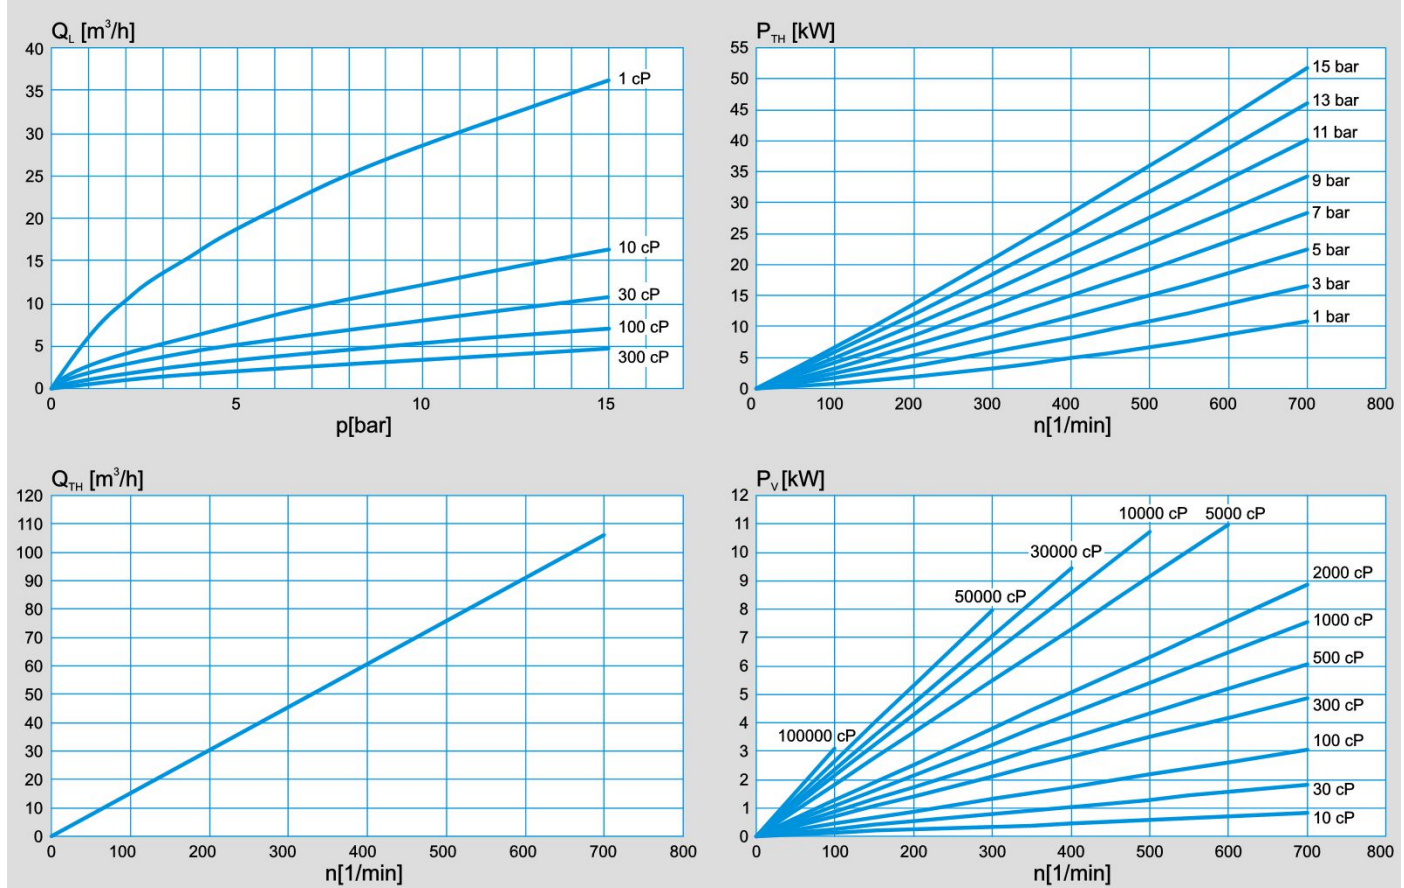 Q_L [m³/h]
40
35
30
25
20
15
10
5
0
1 cP
10 cP
30 cP
100 cP
300 cP
0 5 10 15
p[bar]
P_TH [kW]
55
50
45
40
35
30
25
20
15
10
5
0
15 bar
13 bar
11 bar
9 bar
7 bar
5 bar
3 bar
1 bar
0 100 200 300 400 500 600 700 800
n[1/min]
Q_TH [m³/h]
120
110
100
90
80
70
60
50
40
30
20
10
0
0 100 200 300 400 500 600 700 800
n[1/min]
P_V [kW]
12
11
10
9
8
7
6
5
4
3
2
1
0
10000 cP 5000 cP
30000 cP
2000 cP
50000 cP
1000 cP
500 cP
300 cP
100000 cP
100 cP
30 cP
10 cP
0 100 200 300 400 500 600 700 800
n[1/min]